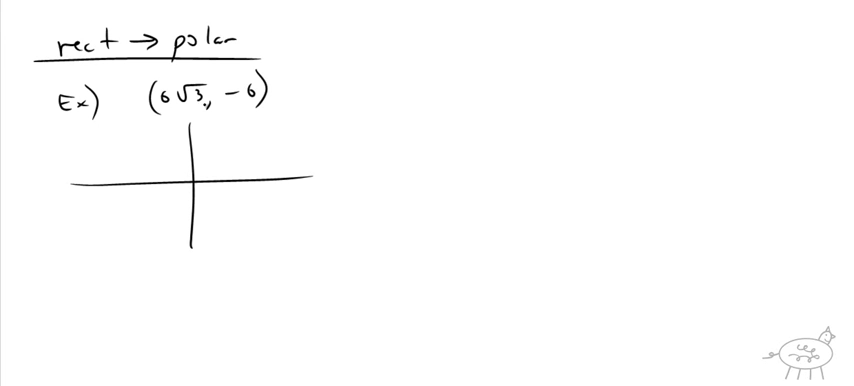 rect → polar
Ex) (6√3, -6)